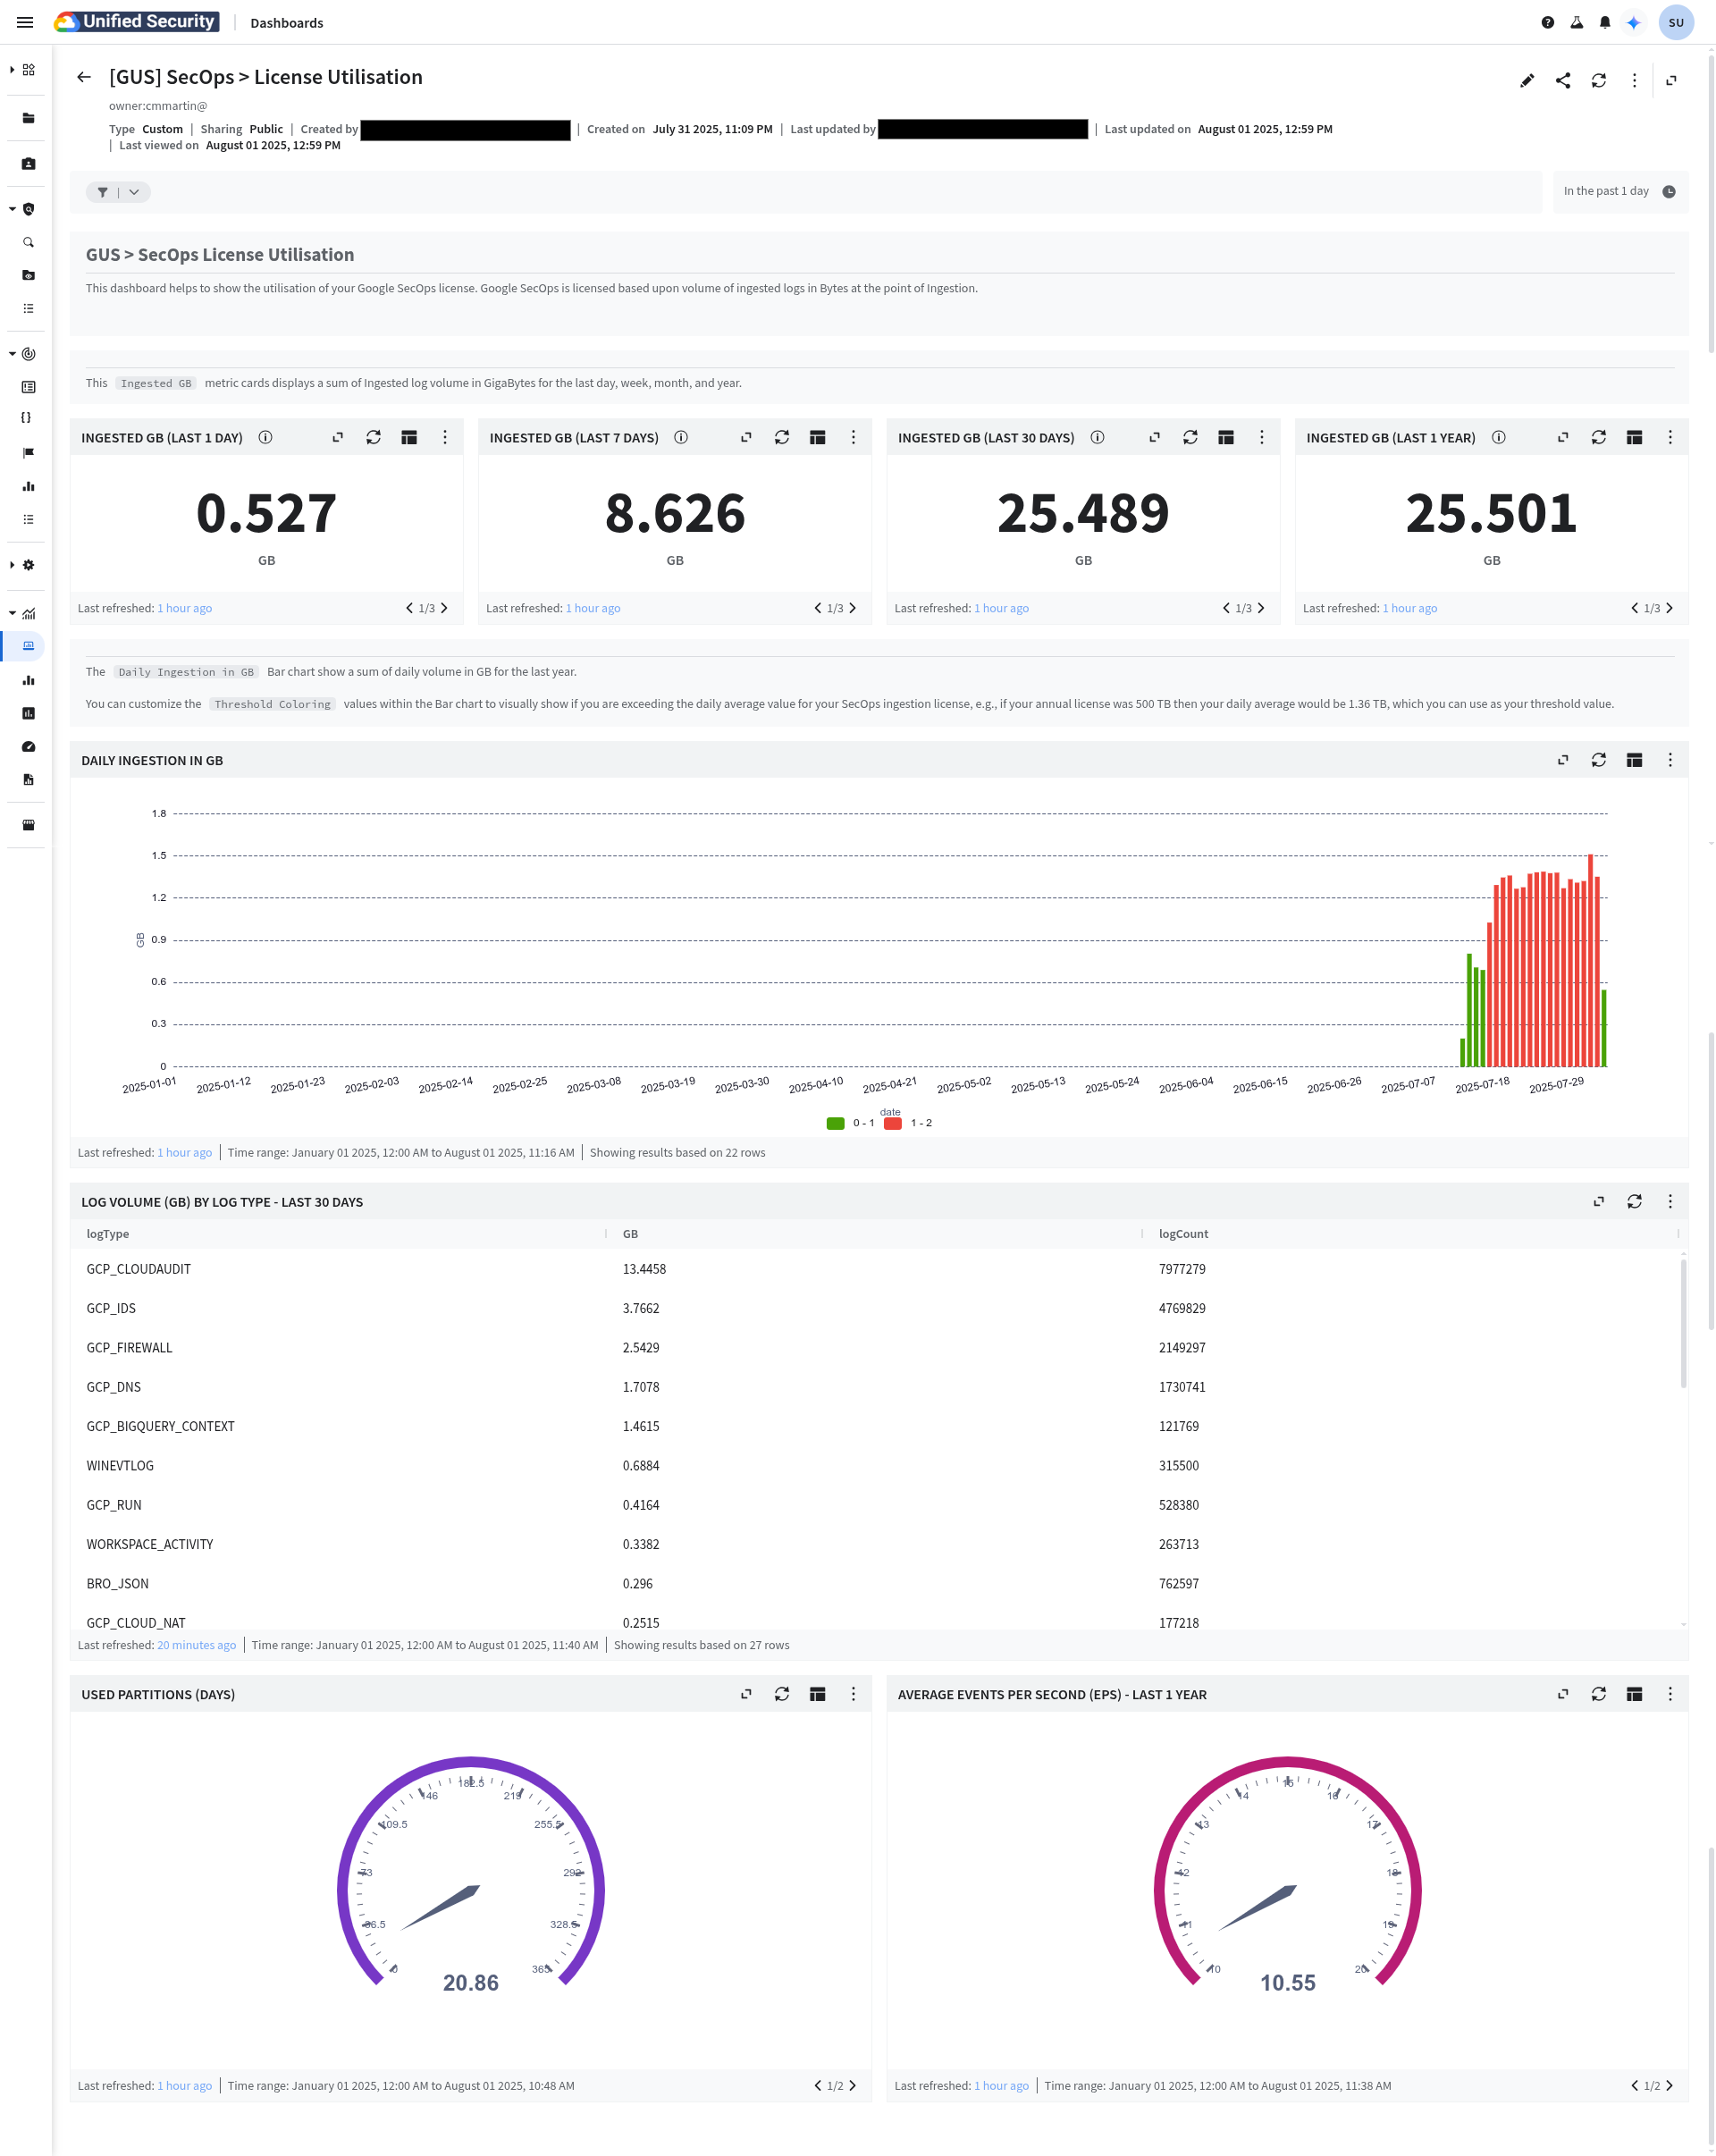 Unified Security | Dashboards SU
[GUS] SecOps > License Utilisation
owner:cmmartin@
Type Custom | Sharing Public | Created by | Created on July 31 2025, 11:09 PM | Last updated by | Last updated on August 01 2025, 12:59 PM
| Last viewed on August 01 2025, 12:59 PM
In the past 1 day
GUS > SecOps License Utilisation
This dashboard helps to show the utilisation of your Google SecOps license. Google SecOps is licensed based upon volume of ingested logs in Bytes at the point of Ingestion.
This Ingested GB metric cards displays a sum of Ingested log volume in GigaBytes for the last day, week, month, and year.
INGESTED GB (LAST 1 DAY) INGESTED GB (LAST 7 DAYS) INGESTED GB (LAST 30 DAYS) INGESTED GB (LAST 1 YEAR)
0.527 8.626 25.489 25.501
GB GB GB GB
Last refreshed: 1 hour ago 1/3 Last refreshed: 1 hour ago 1/3 Last refreshed: 1 hour ago 1/3 Last refreshed: 1 hour ago 1/3
The Daily Ingestion in GB Bar chart show a sum of daily volume in GB for the last year.
You can customize the Threshold Coloring values within the Bar chart to visually show if you are exceeding the daily average value for your SecOps ingestion license, e.g., if your annual license was 500 TB then your daily average would be 1.36 TB, which you can use as your threshold value.
DAILY INGESTION IN GB
1.8
1.5
1.2
GB
0.9
0.6
0.3
0
2025-01-01 2025-01-12 2025-01-23 2025-02-03 2025-02-14 2025-02-25 2025-03-08 2025-03-19 2025-03-30 2025-04-10 2025-04-21 2025-05-02 2025-05-13 2025-05-24 2025-06-04 2025-06-15 2025-06-26 2025-07-07 2025-07-18 2025-07-29
date
0 - 1 1 - 2
Last refreshed: 1 hour ago | Time range: January 01 2025, 12:00 AM to August 01 2025, 11:16 AM | Showing results based on 22 rows
LOG VOLUME (GB) BY LOG TYPE - LAST 30 DAYS
logType GB logCount
GCP_CLOUDAUDIT 13.4458 7977279
GCP_IDS 3.7662 4769829
GCP_FIREWALL 2.5429 2149297
GCP_DNS 1.7078 1730741
GCP_BIGQUERY_CONTEXT 1.4615 121769
WINEVTLOG 0.6884 315500
GCP_RUN 0.4164 528380
WORKSPACE_ACTIVITY 0.3382 263713
BRO_JSON 0.296 762597
GCP_CLOUD_NAT 0.2515 177218
Last refreshed: 20 minutes ago | Time range: January 01 2025, 12:00 AM to August 01 2025, 11:40 AM | Showing results based on 27 rows
USED PARTITIONS (DAYS) AVERAGE EVENTS PER SECOND (EPS) - LAST 1 YEAR
0 36.5 73 109.5 146 182.5 219 255.5 292 328.5 365
20.86
10 11 12 13 14 15 16 17 18 19 20
10.55
Last refreshed: 1 hour ago | Time range: January 01 2025, 12:00 AM to August 01 2025, 10:48 AM 1/2
Last refreshed: 1 hour ago | Time range: January 01 2025, 12:00 AM to August 01 2025, 11:38 AM 1/2